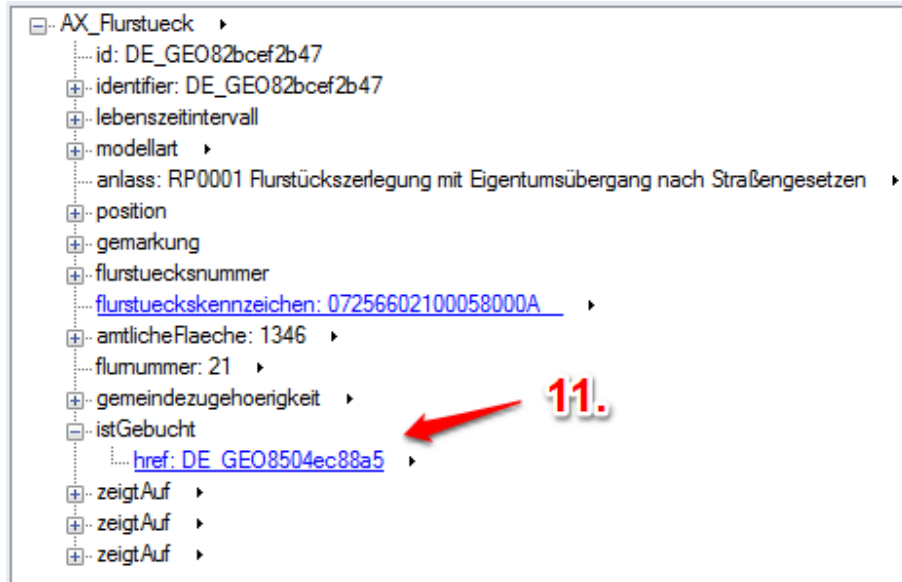 AX_Flurstueck
id: DE_GEO82bcef2b47
identifier: DE_GEO82bcef2b47
lebenszeitintervall
modellart
anlass: RP0001 Flurstückszerlegung mit Eigentumsübergang nach Straßengesetzen
position
gemarkung
flurstuecksnummer
flurstueckskennzeichen: 07256602100058000A__
amtlicheFlaeche: 1346
flurnummer: 21
gemeindezugehoerigkeit
11.
istGebucht
href: DE_GEO8504ec88a5
zeigtAuf
zeigtAuf
zeigtAuf